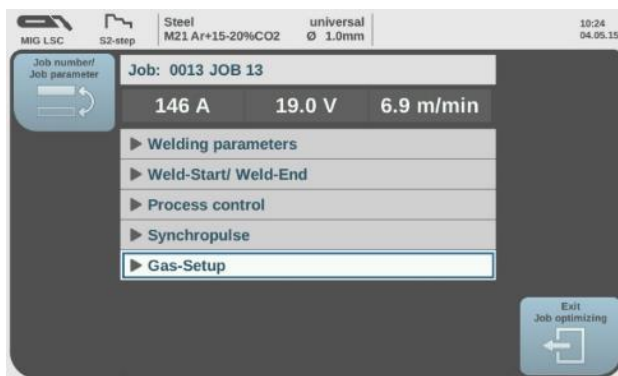 MIG LSC
S2-step
Steel universal
M21 Ar+15-20%CO2 Ø 1.0mm
10:24
04.05.15
Job number/
Job parameter
Job: 0013 JOB 13
146 A 19.0 V 6.9 m/min
Welding parameters
Weld-Start/ Weld-End
Process control
Synchropulse
Gas-Setup
Exit
Job optimizing